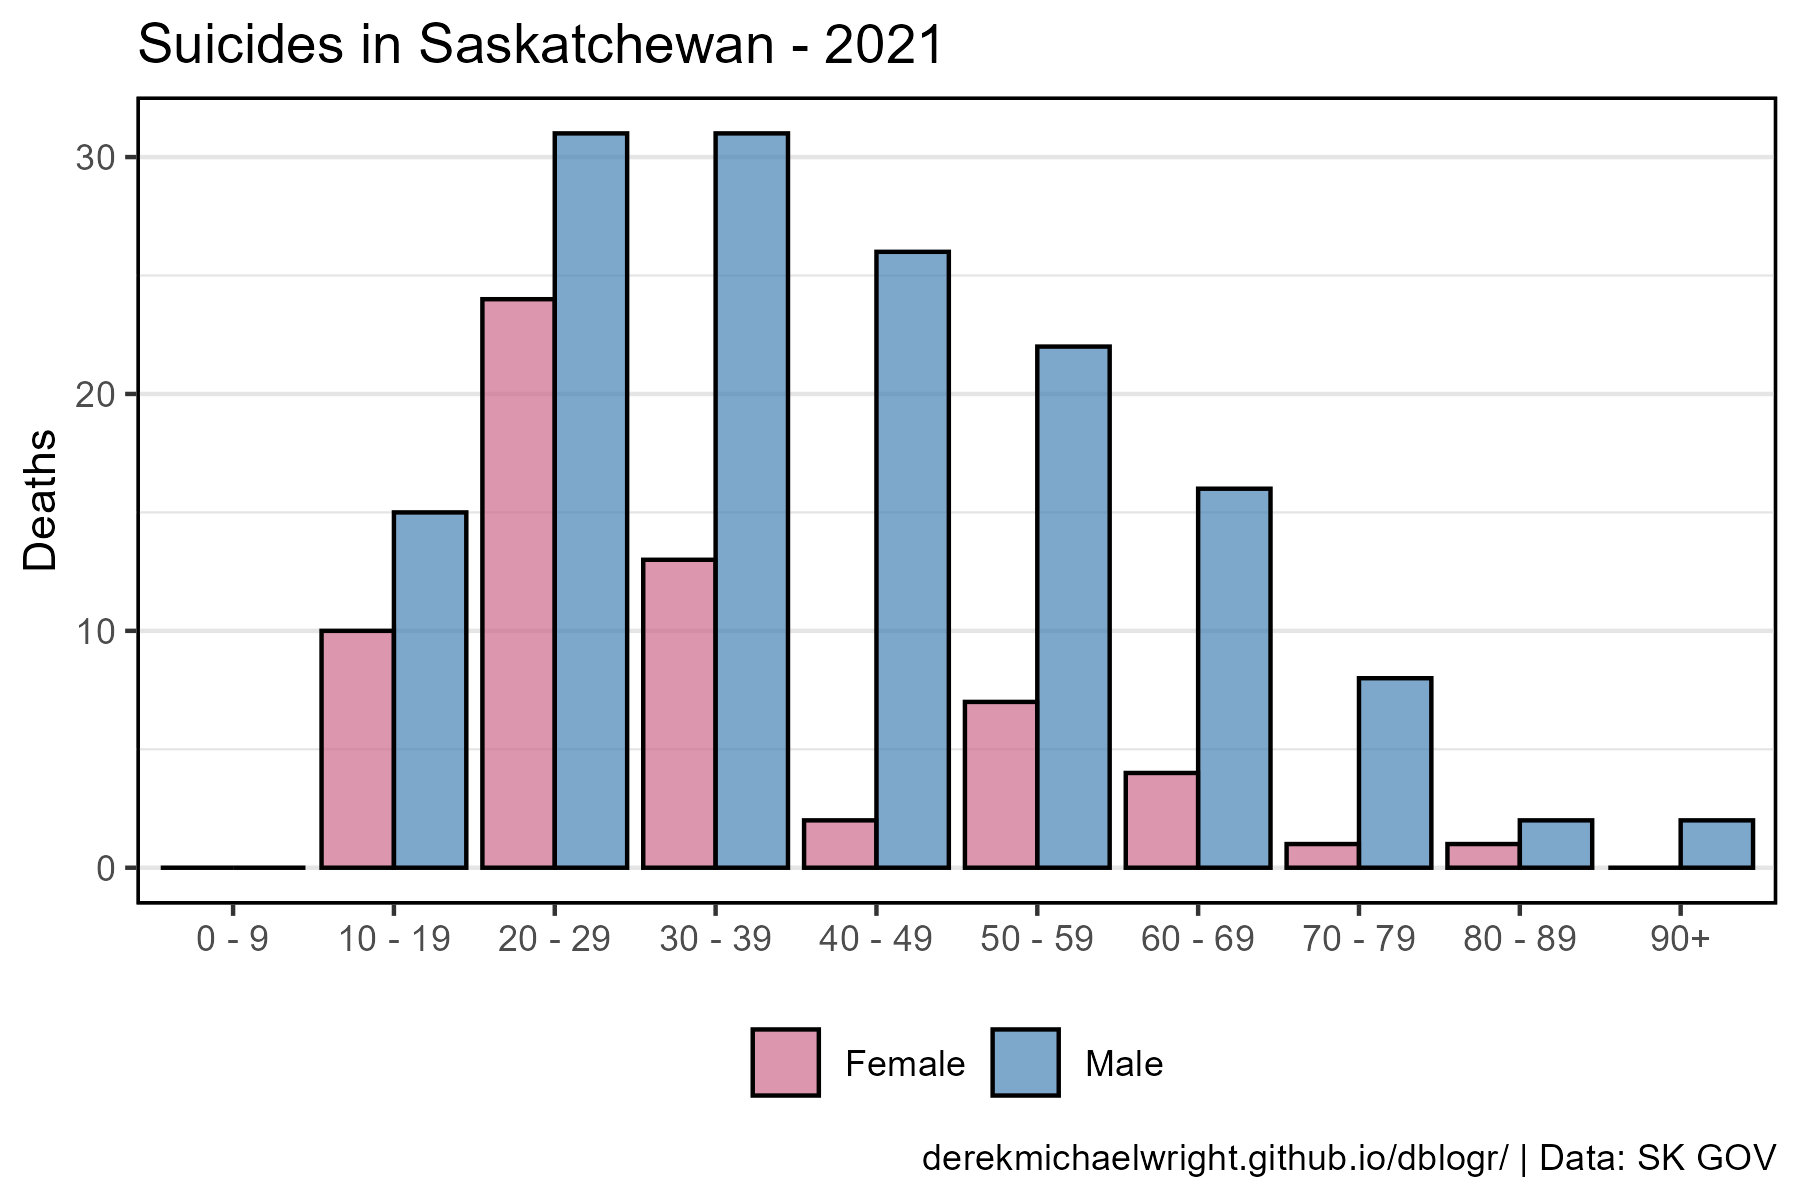 Suicides in Saskatchewan - 2021
Deaths
30
20
10
0
0 - 9 10 - 19 20 - 29 30 - 39 40 - 49 50 - 59 60 - 69 70 - 79 80 - 89 90+
Female Male
derekmichaelwright.github.io/dblogr/ | Data: SK GOV